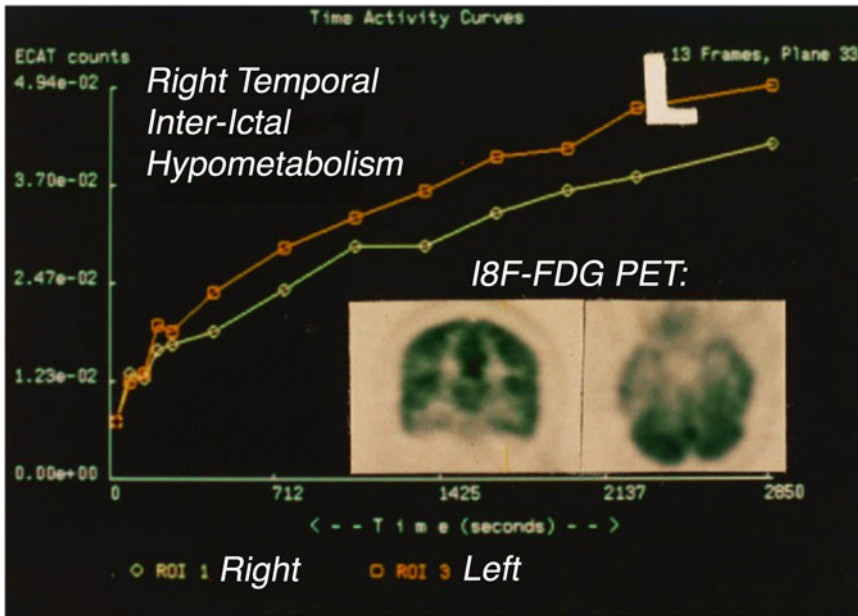 Time Activity Curves
ECAT counts
13 Frames, Plane 33
4.94e-02
Right Temporal
Inter-Ictal
Hypometabolism
L
3.70e-02
2.47e-02
I8F-FDG PET:
1.23e-02
0.00e+00
0 712 1425 2137 2850
<-- Time (seconds) -->
ROI 1 Right ROI 3 Left